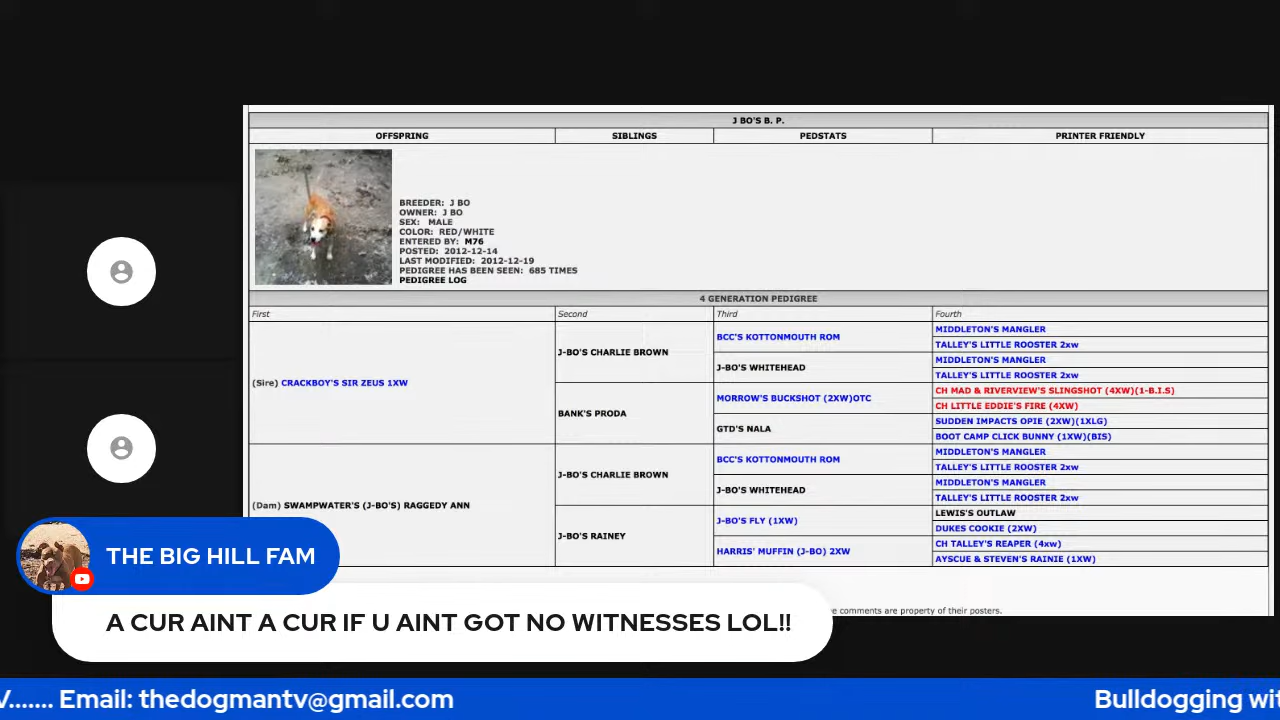 J BO'S B. P.
OFFSPRING SIBLINGS PEDSTATS PRINTER FRIENDLY
BREEDER: J BO
OWNER: J BO
SEX: MALE
COLOR: RED/WHITE
ENTERED BY: M76
POSTED: 2012-12-14
LAST MODIFIED: 2012-12-19
PEDIGREE HAS BEEN SEEN: 685 TIMES
PEDIGREE LOG
4 GENERATION PEDIGREE
First Second Third Fourth
(Sire) CRACKBOY'S SIR ZEUS 1XW
J-BO'S CHARLIE BROWN
BCC'S KOTTONMOUTH ROM
MIDDLETON'S MANGLER
TALLEY'S LITTLE ROOSTER 2xw
J-BO'S WHITEHEAD
MIDDLETON'S MANGLER
TALLEY'S LITTLE ROOSTER 2xw
BANK'S PRODA
MORROW'S BUCKSHOT (2XW)OTC
CH MAD & RIVERVIEW'S SLINGSHOT (4XW)(1-B.I.S)
CH LITTLE EDDIE'S FIRE (4XW)
GTD'S NALA
SUDDEN IMPACTS OPIE (2XW)(1XLG)
BOOT CAMP CLICK BUNNY (1XW)(BIS)
(Dam) SWAMPWATER'S (J-BO'S) RAGGEDY ANN
J-BO'S CHARLIE BROWN
BCC'S KOTTONMOUTH ROM
MIDDLETON'S MANGLER
TALLEY'S LITTLE ROOSTER 2xw
J-BO'S WHITEHEAD
MIDDLETON'S MANGLER
TALLEY'S LITTLE ROOSTER 2xw
J-BO'S RAINEY
J-BO'S FLY (1XW)
LEWIS'S OUTLAW
DUKES COOKIE (2XW)
HARRIS' MUFFIN (J-BO) 2XW
CH TALLEY'S REAPER (4xw)
AYSCUE & STEVEN'S RAINIE (1XW)
THE BIG HILL FAM
e comments are property of their posters.
A CUR AINT A CUR IF U AINT GOT NO WITNESSES LOL!!
V....... Email: thedogmantv@gmail.com Bulldogging wit